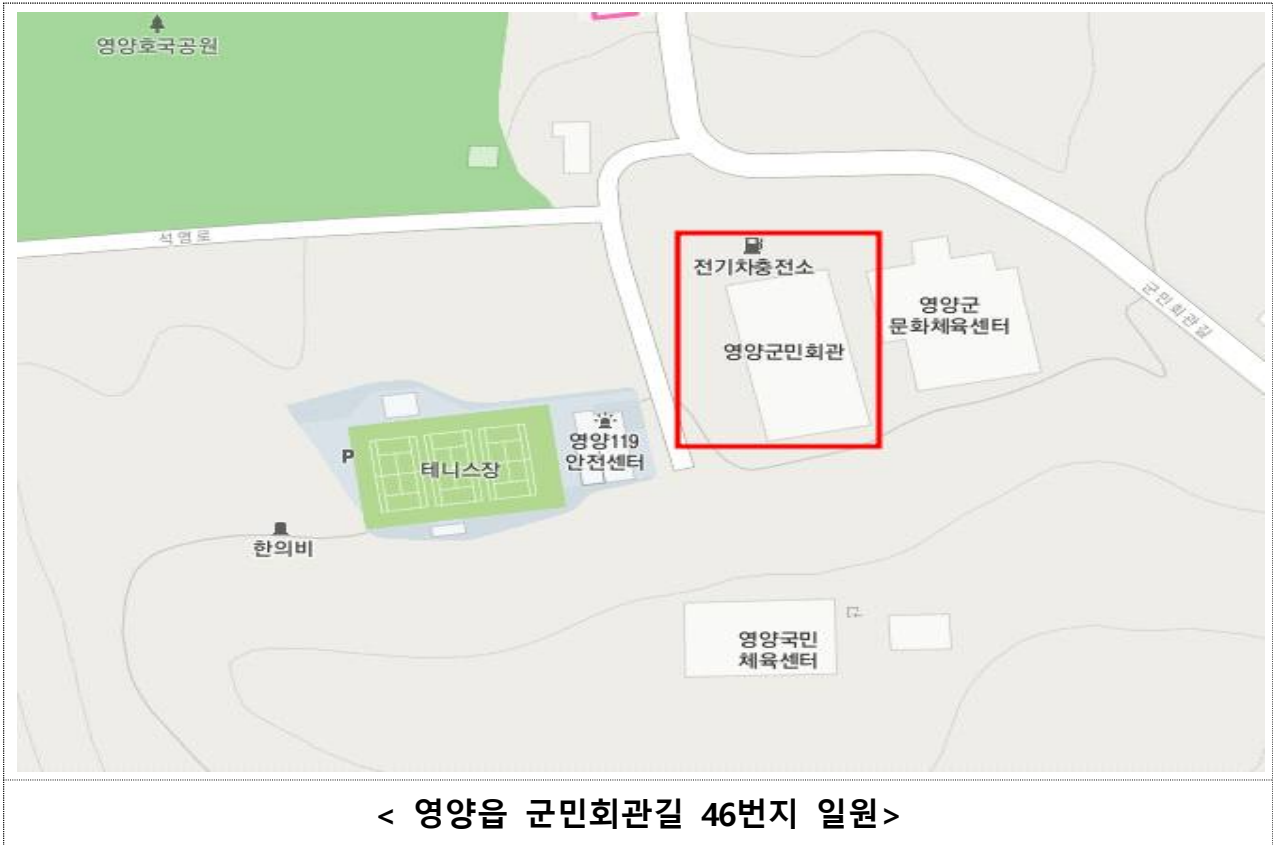 영양호국공원
석영로
전기차충전소
영양군
문화체육센터
군민회관길
영양군민회관
영양119
안전센터
P
테니스장
한의비
영양국민
체육센터
< 영양읍 군민회관길 46번지 일원>